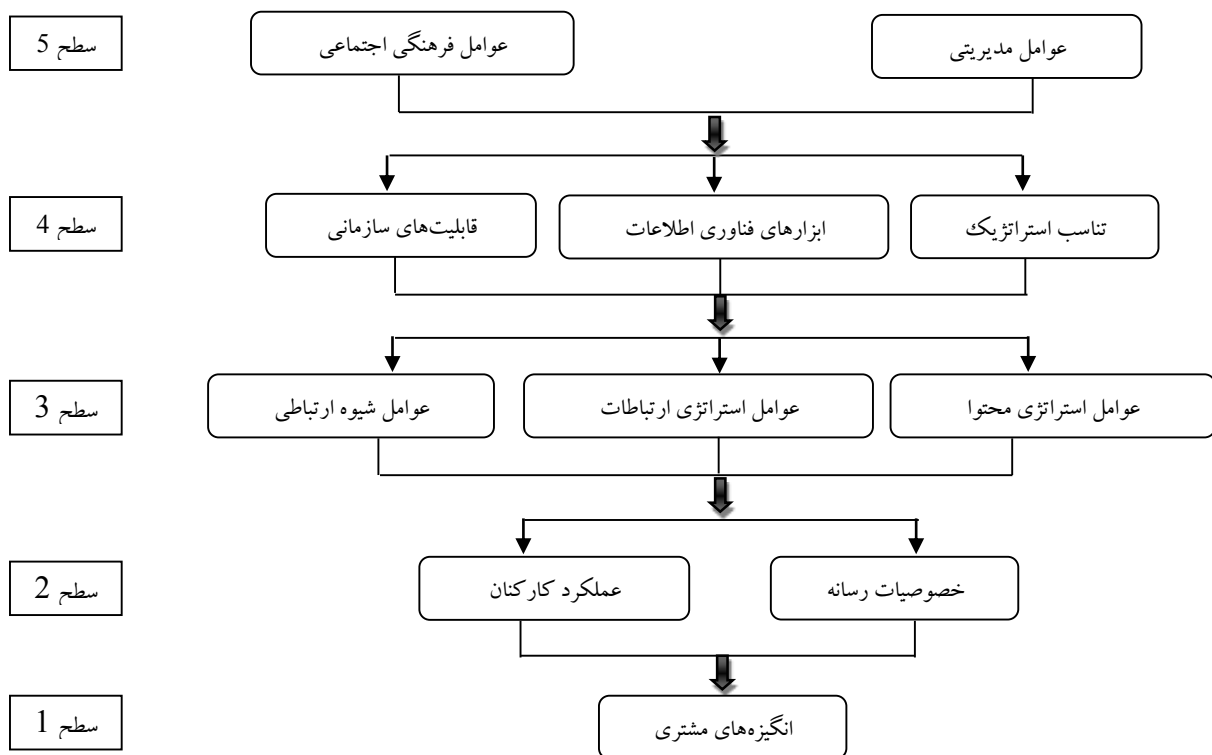 عوامل مدیریتی
عوامل فرهنگی اجتماعی
سطح 5
تناسب استراتژیک
ابزارهای فناوری اطلاعات
قابلیت‌های سازمانی
سطح 4
عوامل استراتژی محتوا
عوامل استراتژی ارتباطات
عوامل شیوه ارتباطی
سطح 3
خصوصیات رسانه
عملکرد کارکنان
سطح 2
انگیزه‌های مشتری
سطح 1